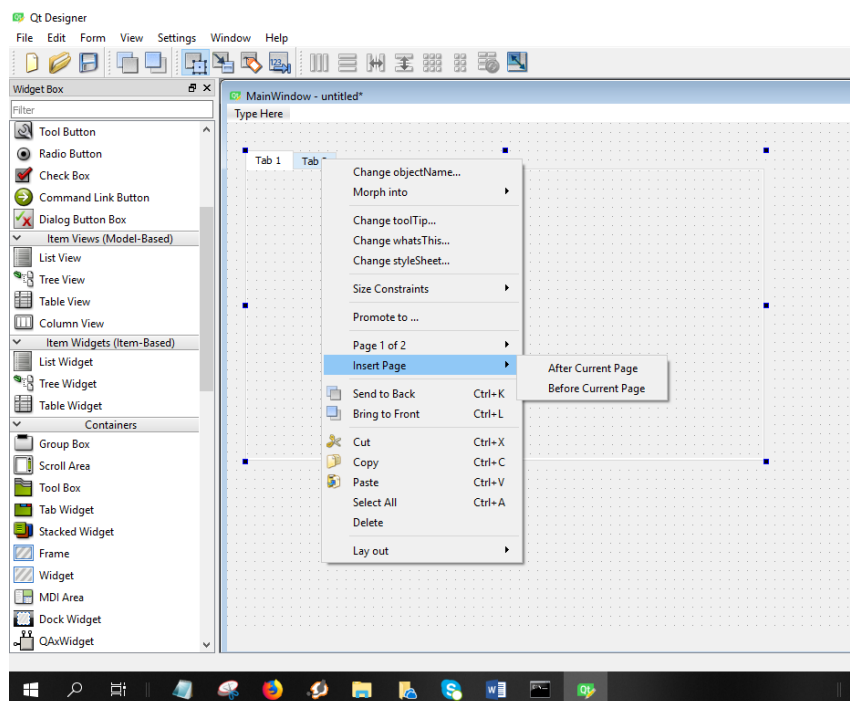 Qt Designer
File Edit Form View Settings Window Help
Widget Box
Filter
Tool Button
Radio Button
Check Box
Command Link Button
Dialog Button Box
Item Views (Model-Based)
List View
Tree View
Table View
Column View
Item Widgets (Item-Based)
List Widget
Tree Widget
Table Widget
Containers
Group Box
Scroll Area
Tool Box
Tab Widget
Stacked Widget
Frame
Widget
MDI Area
Dock Widget
QAxWidget
MainWindow - untitled*
Type Here
Tab 1 Tab
Change objectName...
Morph into
Change toolTip...
Change whatsThis...
Change styleSheet...
Size Constraints
Promote to ...
Page 1 of 2
Insert Page
Send to Back Ctrl+K
Bring to Front Ctrl+L
Cut Ctrl+X
Copy Ctrl+C
Paste Ctrl+V
Select All Ctrl+A
Delete
Lay out
After Current Page
Before Current Page